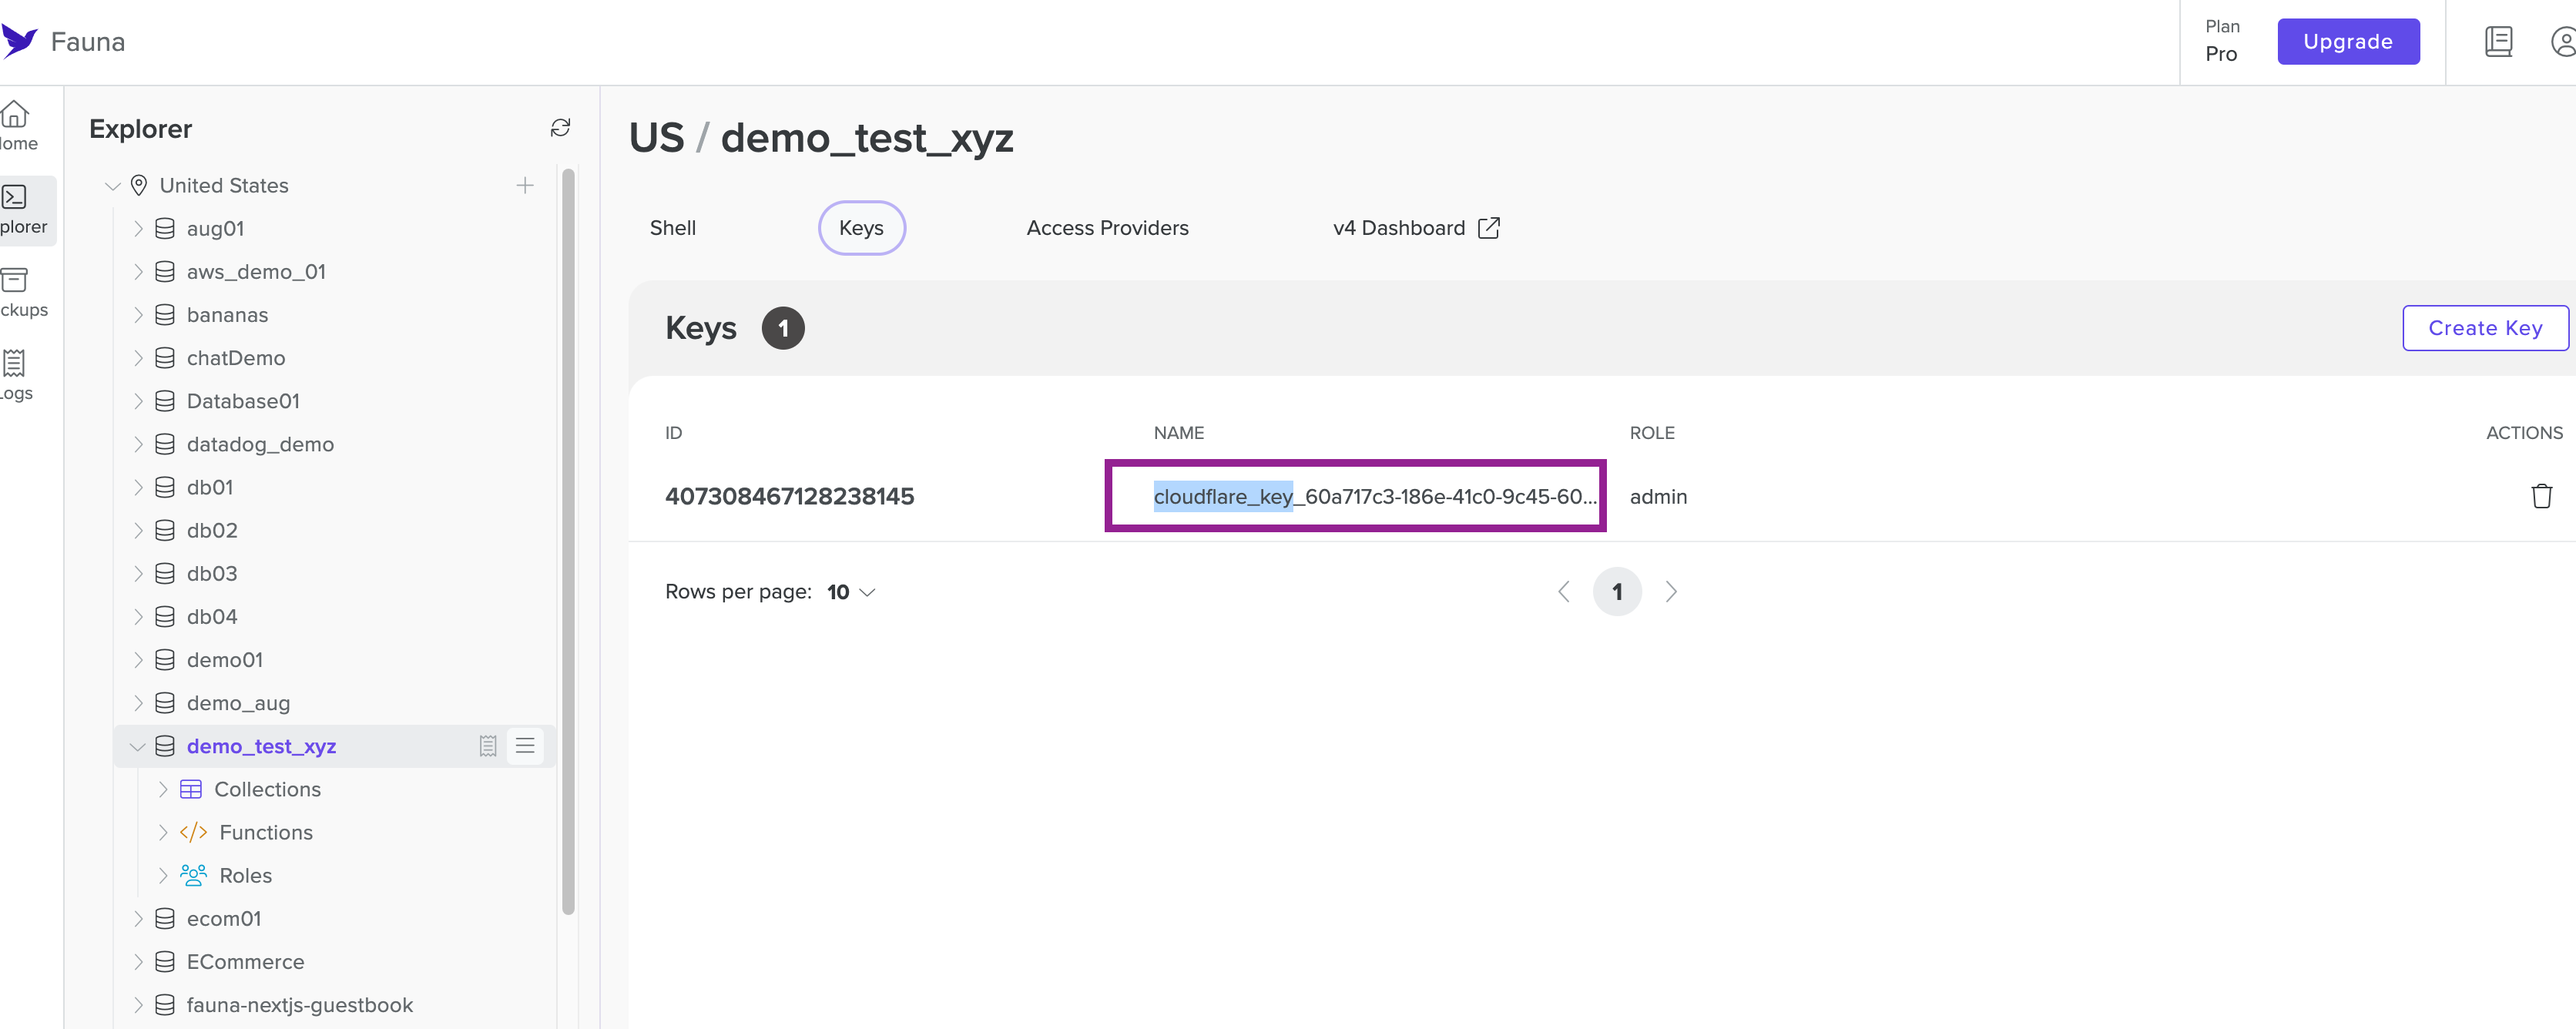 Fauna
Plan
Pro
Upgrade
ome
plorer
ckups
ogs
Explorer
United States
aug01
aws_demo_01
bananas
chatDemo
Database01
datadog_demo
db01
db02
db03
db04
demo01
demo_aug
demo_test_xyz
Collections
Functions
Roles
ecom01
ECommerce
fauna-nextjs-guestbook
US / demo_test_xyz
Shell
Keys
Access Providers
v4 Dashboard
Keys 1
Create Key
ID NAME ROLE ACTIONS
407308467128238145 cloudflare_key_60a717c3-186e-41c0-9c45-60... admin
Rows per page: 10
1